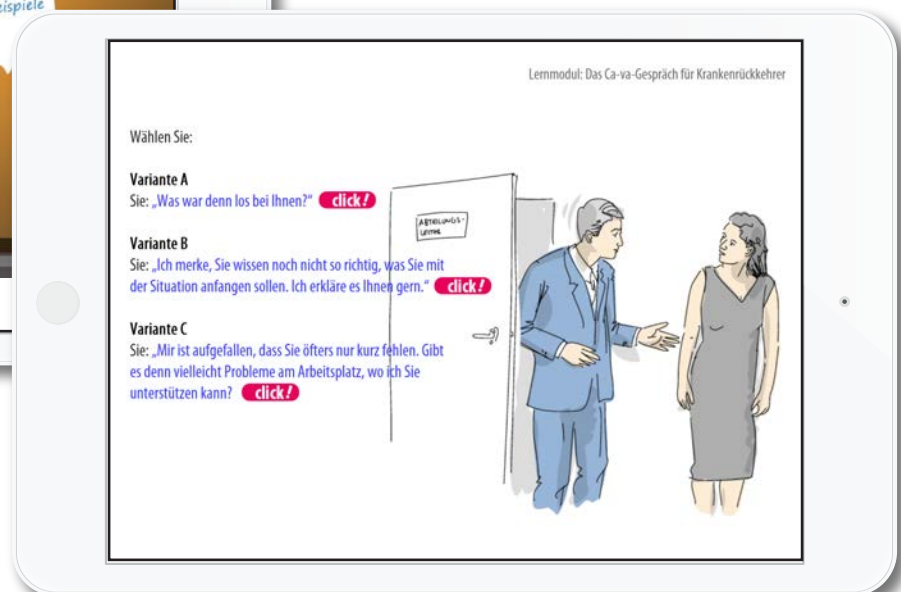 eispiele
Lernmodul: Das Ca-va-Gespräch für Krankenrückkehrer
Wählen Sie:
Variante A
Sie: „Was war denn los bei Ihnen?“ click!
Variante B
Sie: „Ich merke, Sie wissen noch nicht so richtig, was Sie mit
der Situation anfangen sollen. Ich erkläre es Ihnen gern.“ click!
Variante C
Sie: „Mir ist aufgefallen, dass Sie öfters nur kurz fehlen. Gibt
es denn vielleicht Probleme am Arbeitsplatz, wo ich Sie
unterstützen kann? click!
ABTEILUNGS-
LEITER